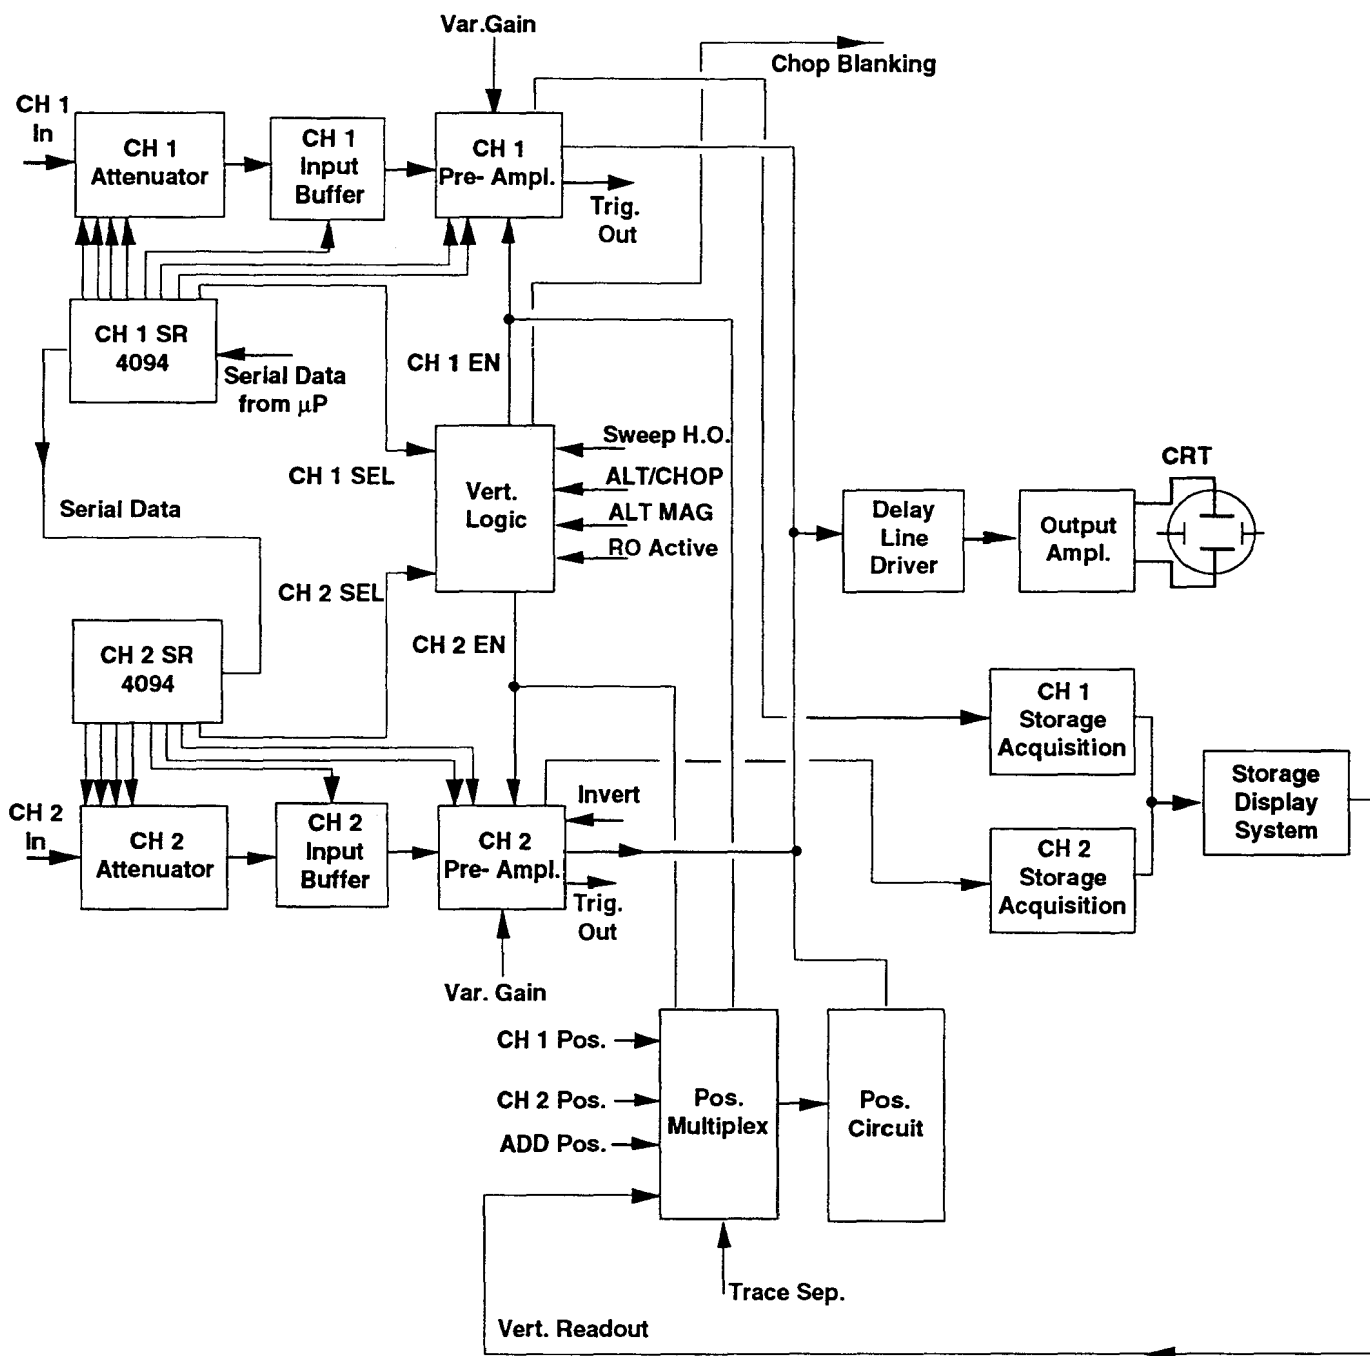 Var.Gain
Chop Blanking
CH 1
In
CH 1
Attenuator
CH 1
Input
Buffer
CH 1
Pre- Ampl.
Trig.
Out
CH 1 SR
4094
Serial Data
from µP
CH 1 EN
Serial Data
CH 1 SEL
Vert.
Logic
Sweep H.O.
ALT/CHOP
ALT MAG
RO Active
CH 2 SEL
CH 2 EN
Delay
Line
Driver
Output
Ampl.
CRT
CH 2 SR
4094
CH 1
Storage
Acquisition
Storage
Display
System
CH 2
Storage
Acquisition
CH 2
In
CH 2
Attenuator
CH 2
Input
Buffer
CH 2
Pre- Ampl.
Invert
Trig.
Out
Var. Gain
CH 1 Pos.
CH 2 Pos.
ADD Pos.
Pos.
Multiplex
Pos.
Circuit
Trace Sep.
Vert. Readout